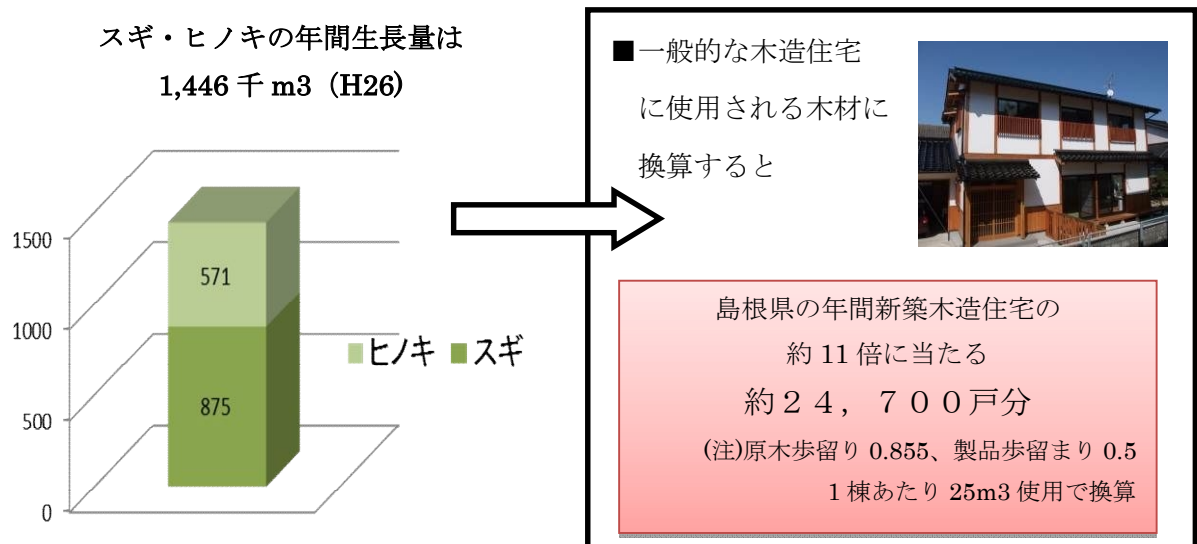 スギ・ヒノキの年間生長量は
1,446 千 m3（H26)
1500
1000
500
0
571
875
ヒノキ スギ
■一般的な木造住宅
に使用される木材に
換算すると
島根県の年間新築木造住宅の
約 11 倍に当たる
約２４，７００戸分
(注)原木歩留り 0.855、製品歩留まり 0.5
1 棟あたり 25m3 使用で換算